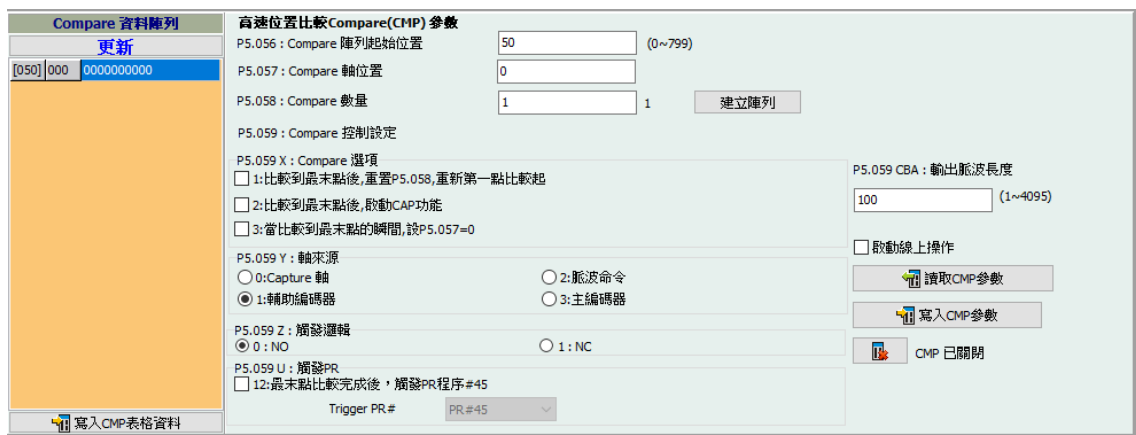 Compare 資料陣列
更新
[050] 000 0000000000
寫入CMP表格資料
高速位置比較Compare(CMP) 參數
P5.056 : Compare 陣列起始位置 50 (0~799)
P5.057 : Compare 軸位置 0
P5.058 : Compare 數量 1 1 建立陣列
P5.059 : Compare 控制設定
P5.059 X : Compare 選項
1:比較到最末點後,重置P5.058,重新第一點比較起
2:比較到最末點後,啟動CAP功能
3:當比較到最末點的瞬間,設P5.057=0
P5.059 Y : 軸來源
0:Capture 軸 2:脈波命令
1:輔助編碼器 3:主編碼器
P5.059 Z : 觸發邏輯
0 : NO 1 : NC
P5.059 U : 觸發PR
12:最末點比較完成後，觸發PR程序#45
Trigger PR# PR#45
P5.059 CBA : 輸出脈波長度
100 (1~4095)
啟動線上操作
讀取CMP參數
寫入CMP參數
CMP 已關閉